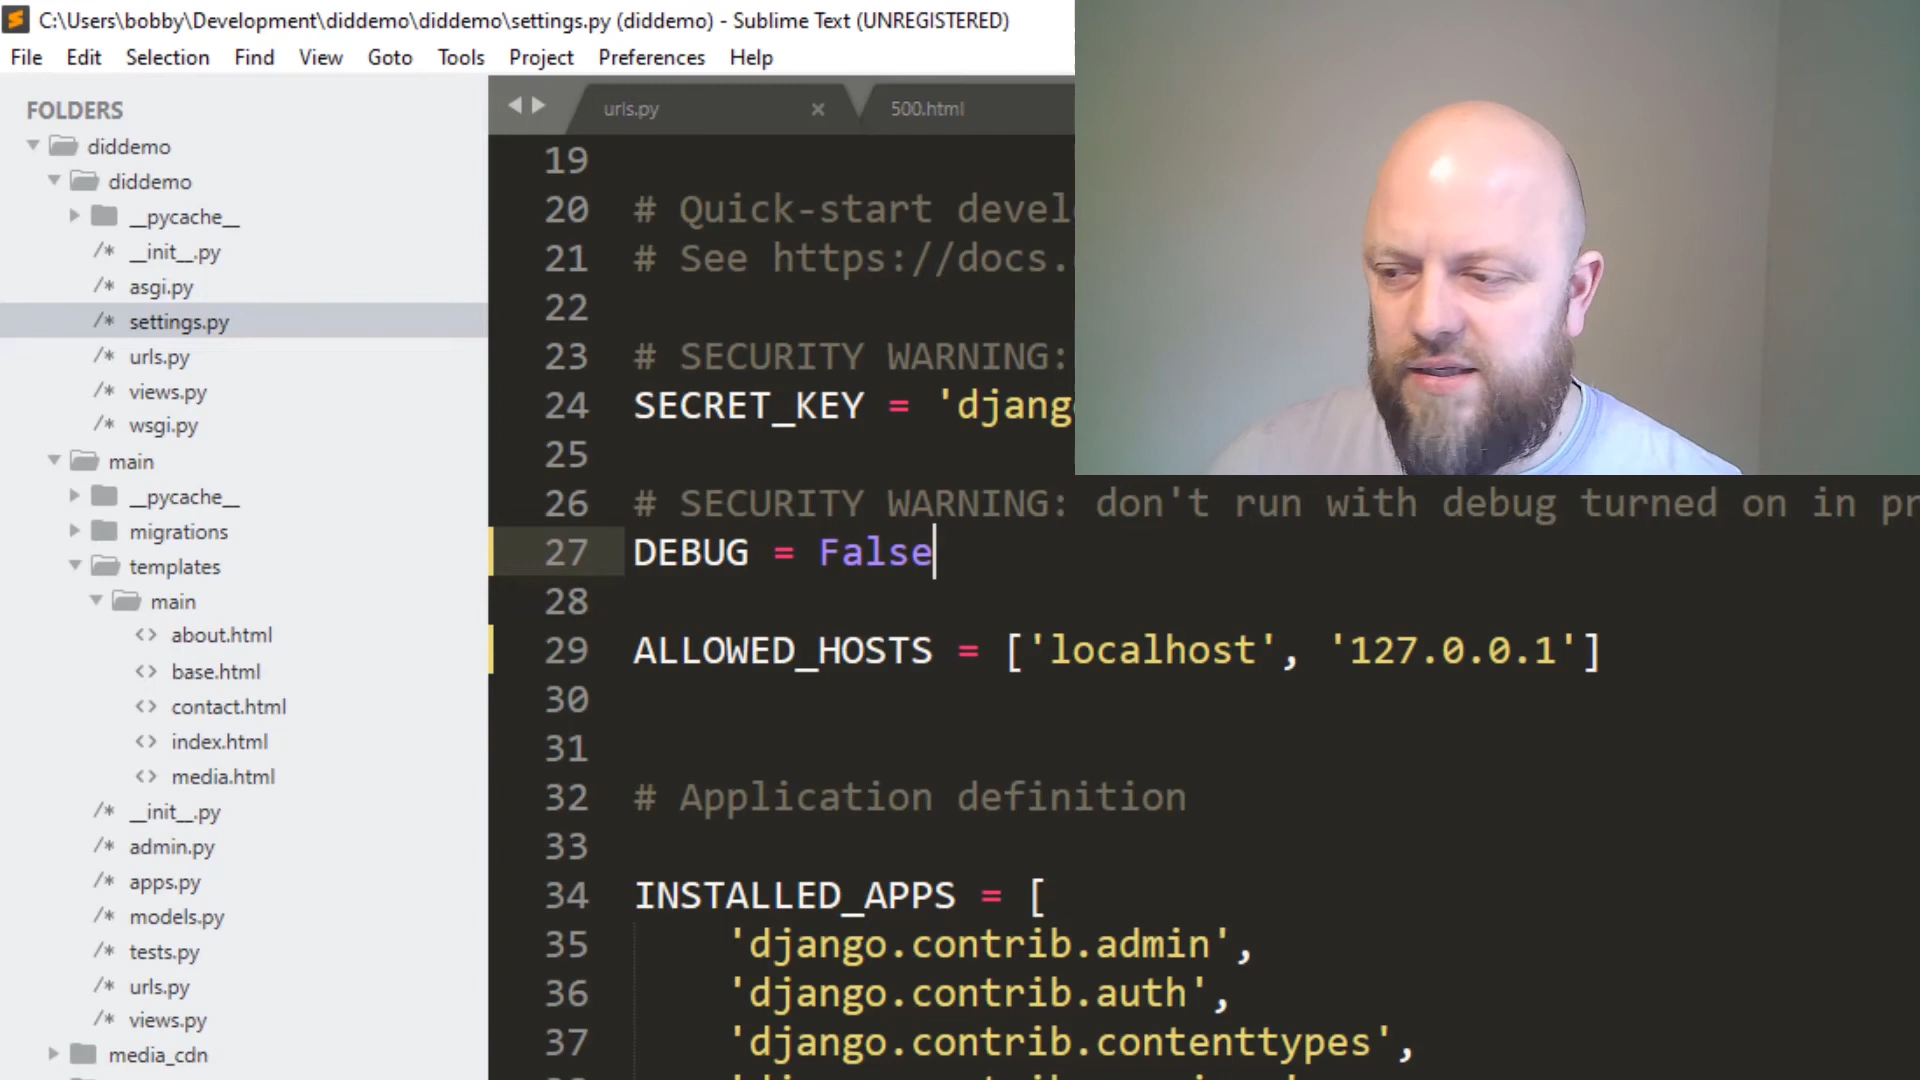 C:\Users\bobby\Development\diddemo\diddemo\settings.py (diddemo) - Sublime Text (UNREGISTERED)
File Edit Selection Find View Goto Tools Project Preferences Help
FOLDERS
diddemo
diddemo
__pycache__
/* __init__.py
/* asgi.py
/* settings.py
/* urls.py
/* views.py
/* wsgi.py
main
__pycache__
migrations
templates
main
<> about.html
<> base.html
<> contact.html
<> index.html
<> media.html
/* __init__.py
/* admin.py
/* apps.py
/* models.py
/* tests.py
/* urls.py
/* views.py
media_cdn
urls.py × 500.html
19
20 # Quick-start devel
21 # See https://docs.
22
23 # SECURITY WARNING:
24 SECRET_KEY = 'djang
25
26 # SECURITY WARNING: don't run with debug turned on in pr
27 DEBUG = False
28
29 ALLOWED_HOSTS = ['localhost', '127.0.0.1']
30
31
32 # Application definition
33
34 INSTALLED_APPS = [
35 'django.contrib.admin',
36 'django.contrib.auth',
37 'django.contrib.contenttypes',